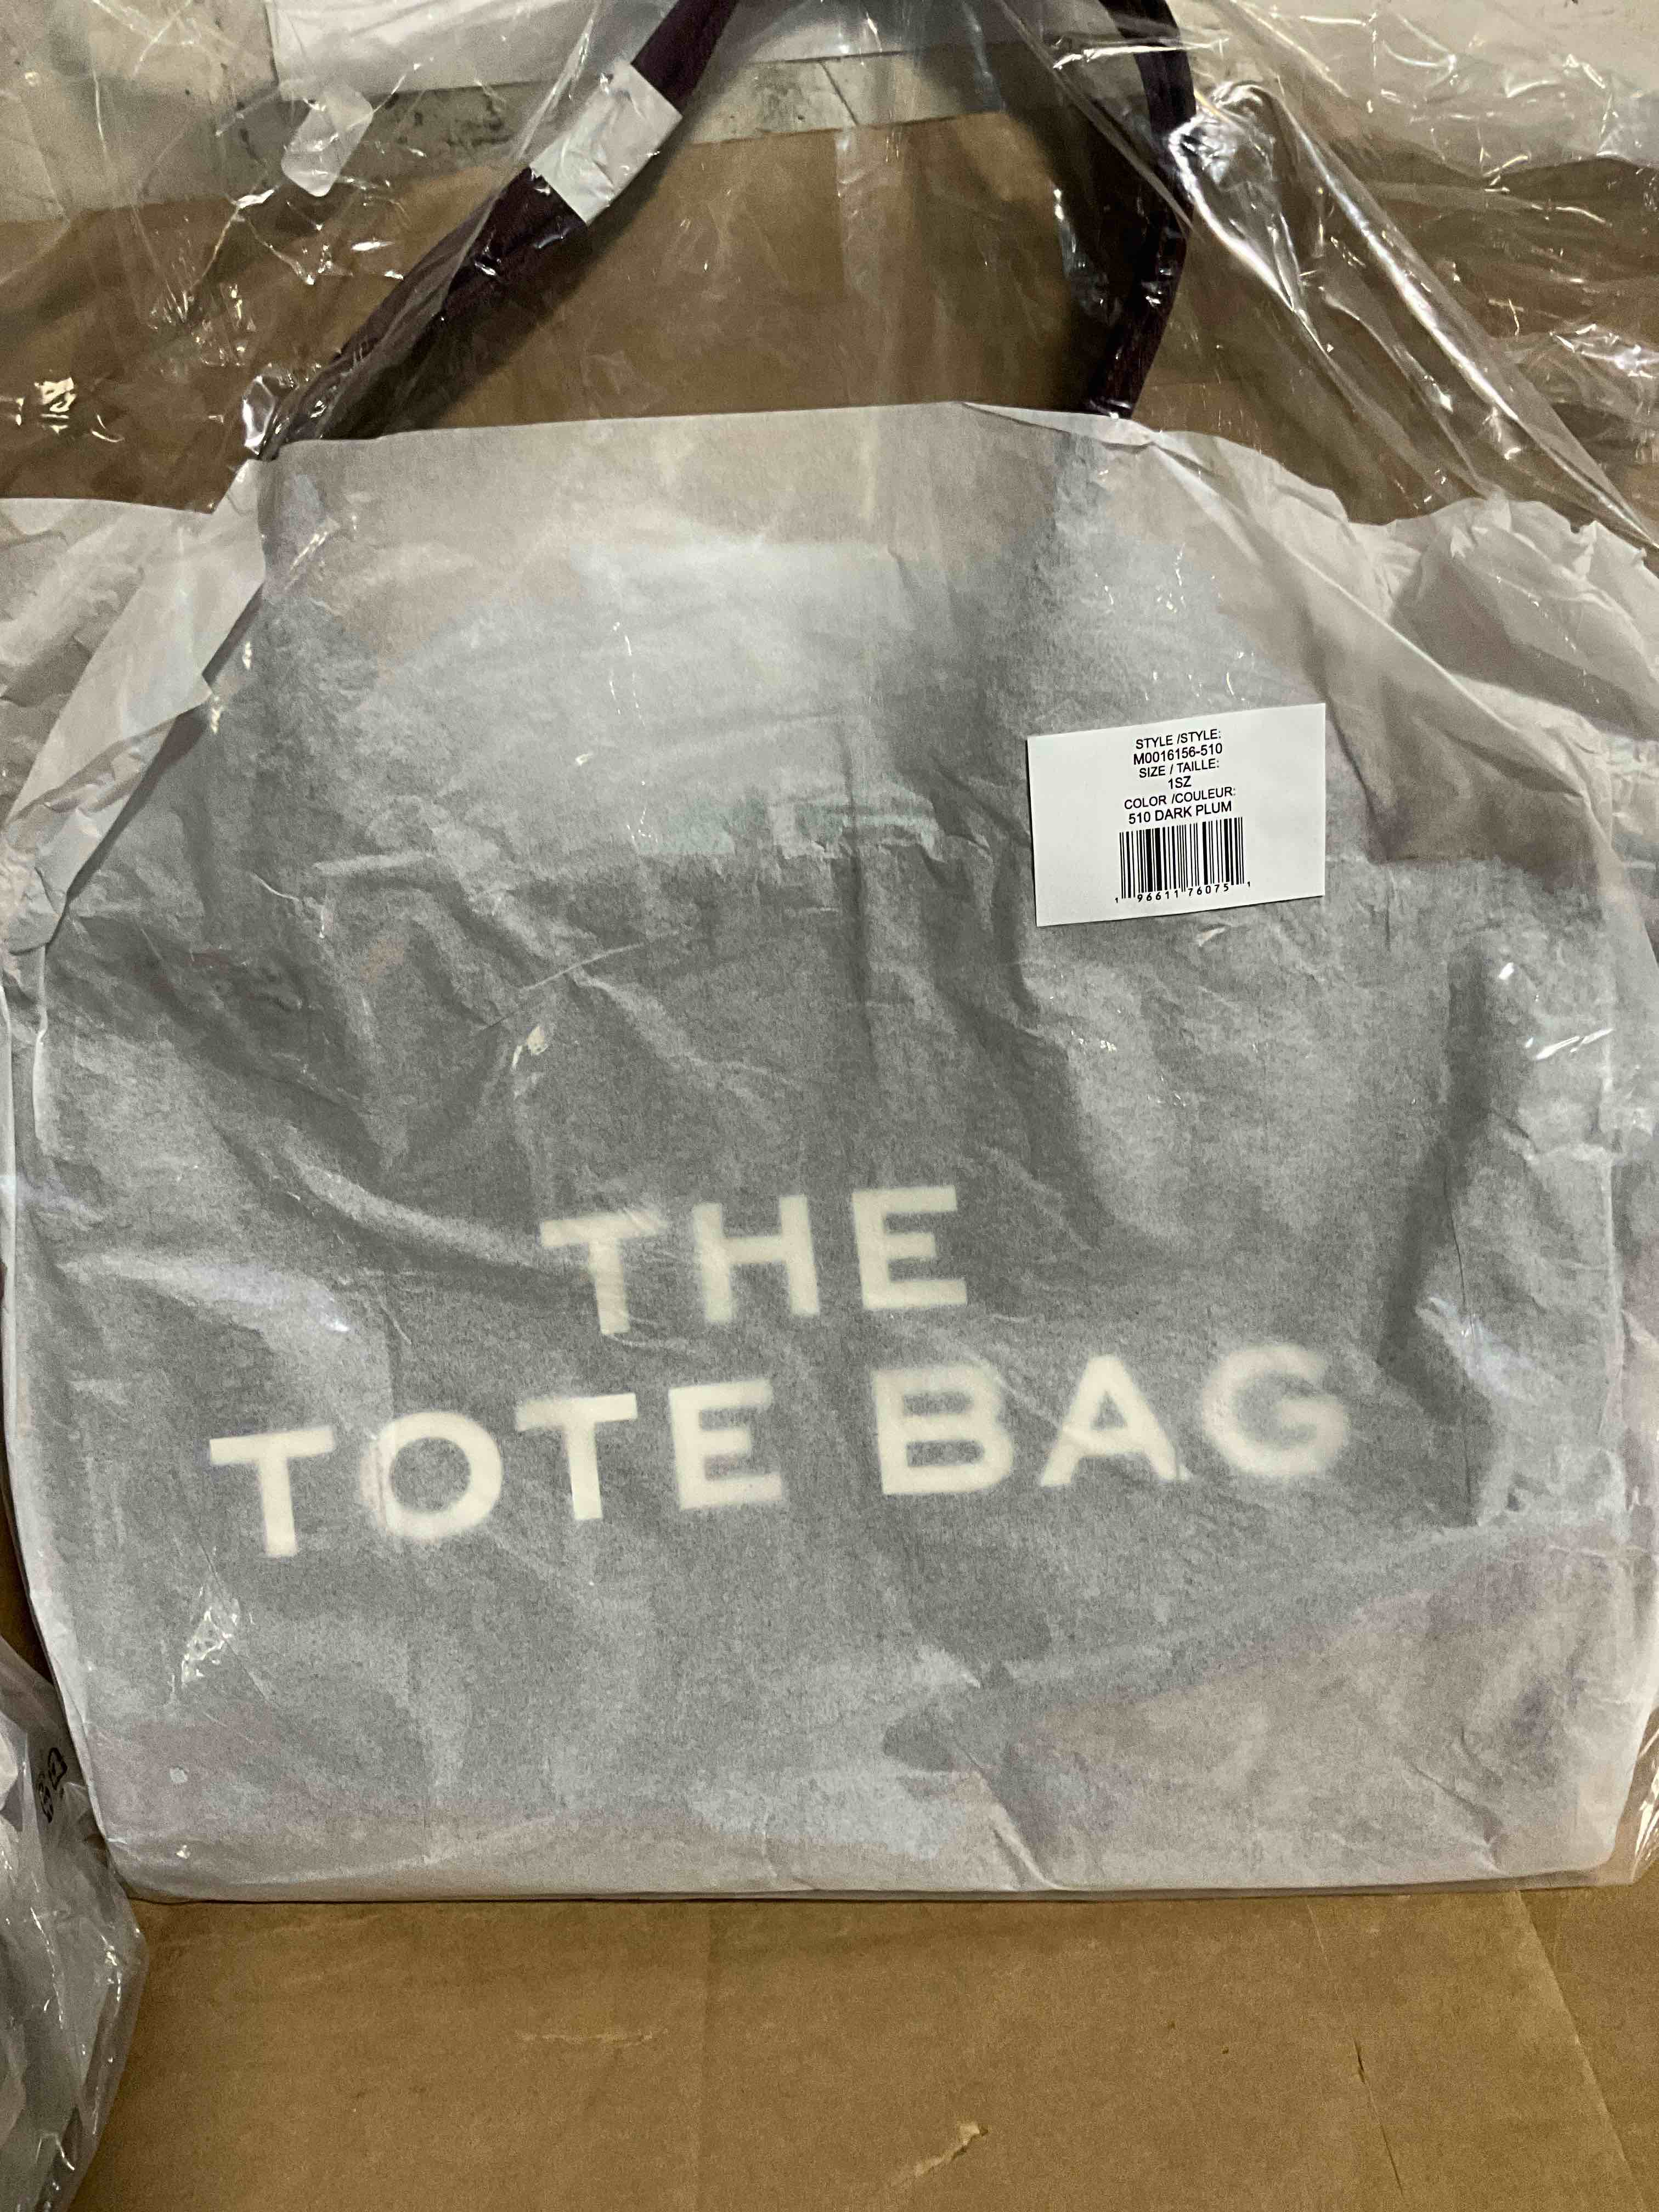 STYLE /STYLE:
M0016156-510
SIZE / TAILLE:
1SZ
COLOR /COULEUR:
510 DARK PLUM
1 96611 76075 1
THE
TOTE BAG